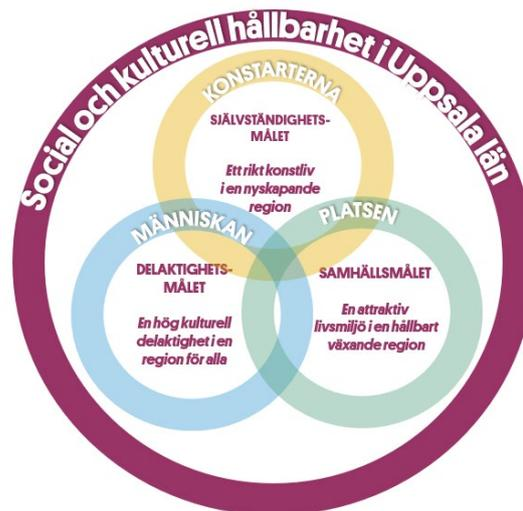 Social och kulturell hållbarhet i Uppsala län
KONSTARTERNA
SJÄLVSTÄNDIGHETS-
MÅLET
Ett rikt konstliv
i en nyskapande
region
MÄNNISKAN
DELAKTIGHETS-
MÅLET
En hög kulturell
delaktighet i en
region för alla
PLATSEN
SAMHÄLLSMÅLET
En attraktiv
livsmiljö i en hållbart
växande region